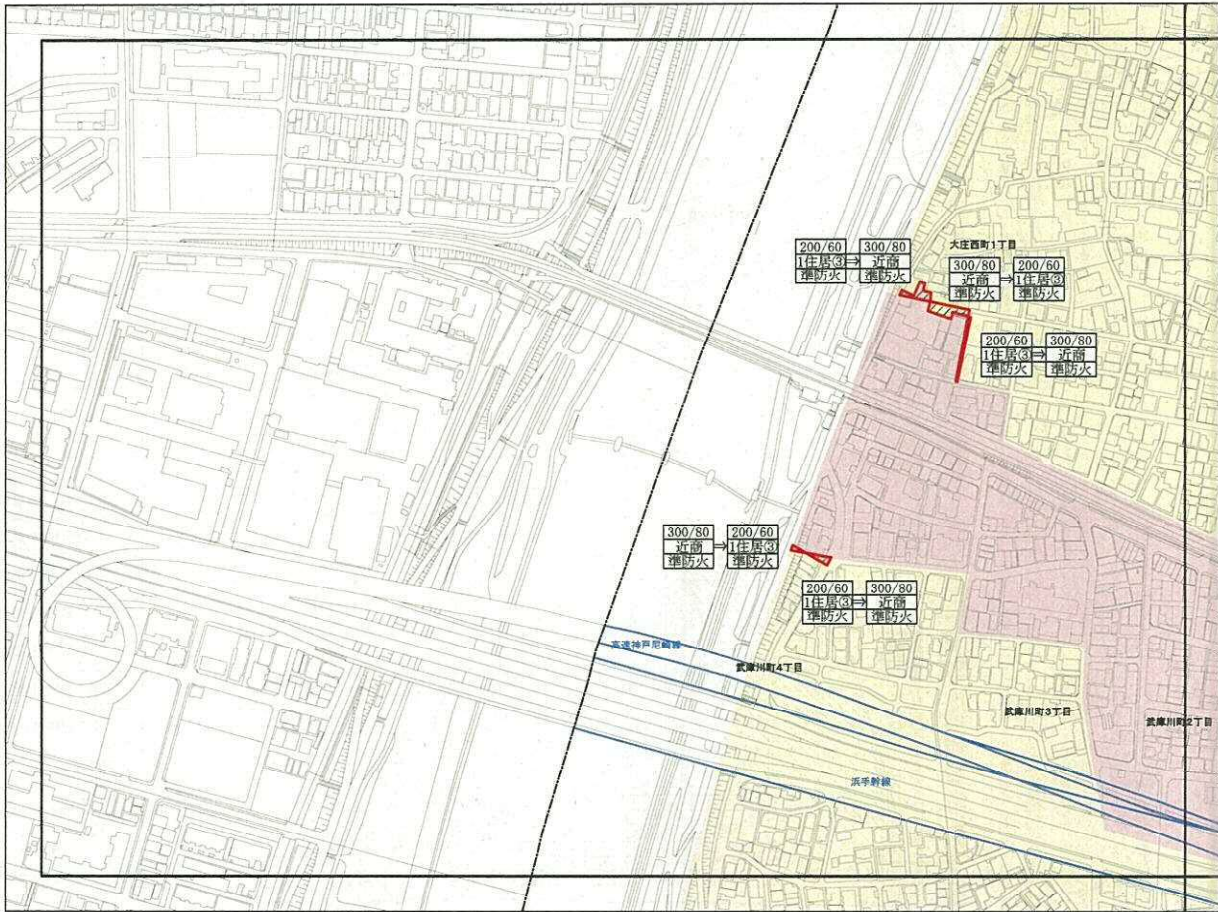 大庄西町1丁目
200/60 300/80
1住居③⇒近商
準防火 準防火
300/80 200/60
近商⇒1住居③
準防火 準防火
200/60 300/80
1住居③⇒近商
準防火 準防火
300/80 200/60
近商⇒1住居③
準防火 準防火
200/60 300/80
1住居③⇒近商
準防火 準防火
高速神戸尼崎線
武庫川町4丁目
武庫川町3丁目
武庫川町2丁目
浜手幹線